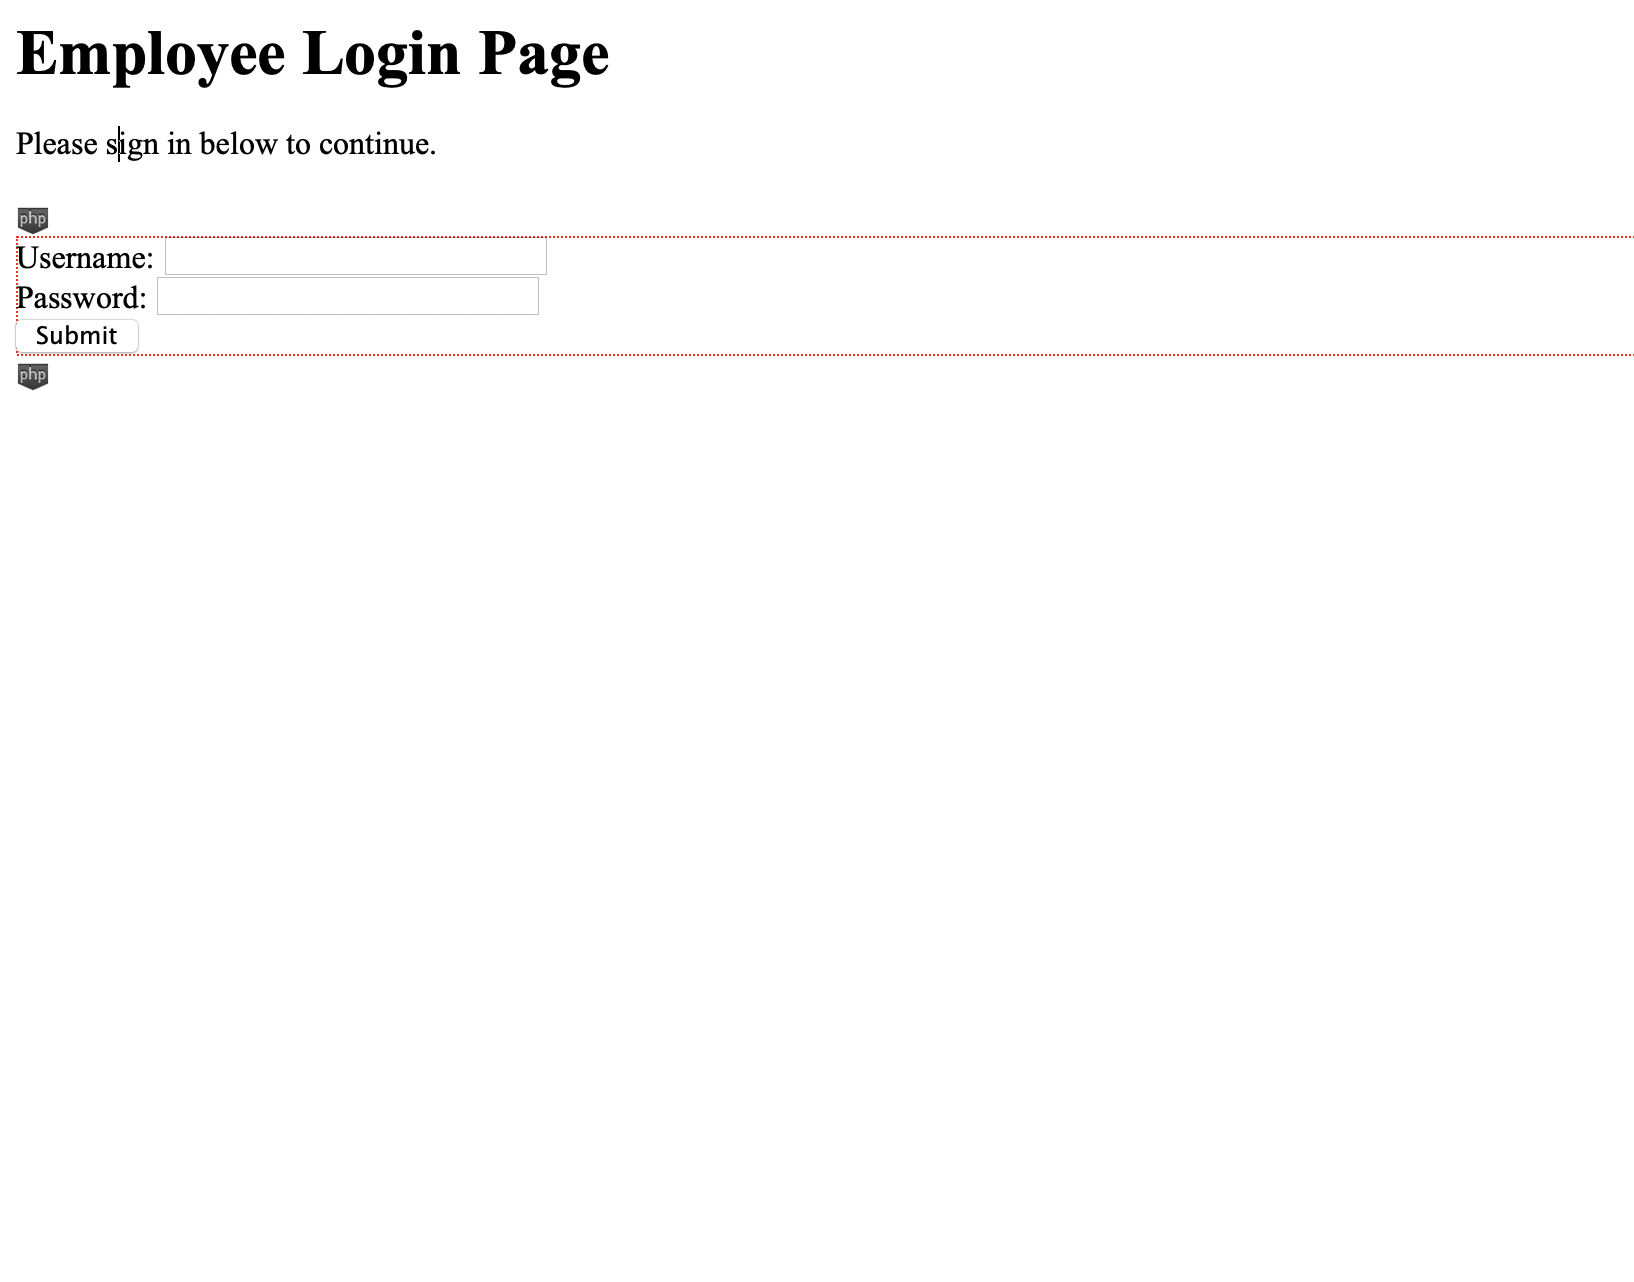 Employee Login Page
Please sign in below to continue.
php
Username:
Password:
Submit
php